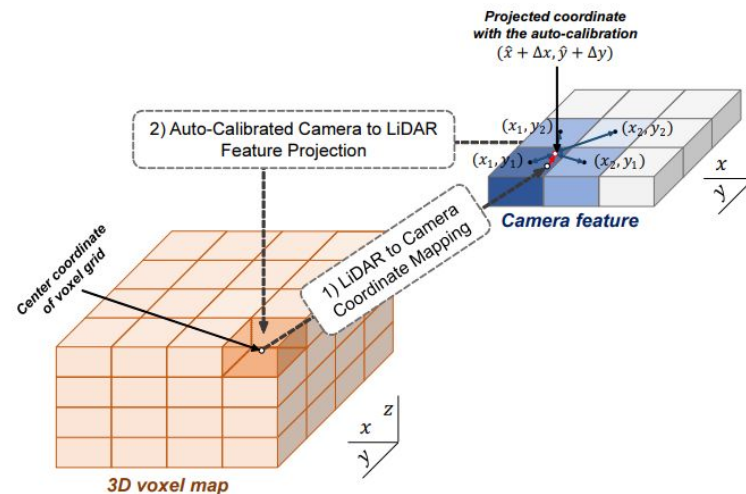 Projected coordinate
with the auto-calibration
(x̂ + Δx, ŷ + Δy)
2) Auto-Calibrated Camera to LiDAR
Feature Projection
(x₁, y₂)
(x₂, y₂)
(x₁, y₁)
(x₂, y₁)
x
y
Camera feature
1) LiDAR to Camera
Coordinate Mapping
Center coordinate
of voxel grid
z
x
y
3D voxel map